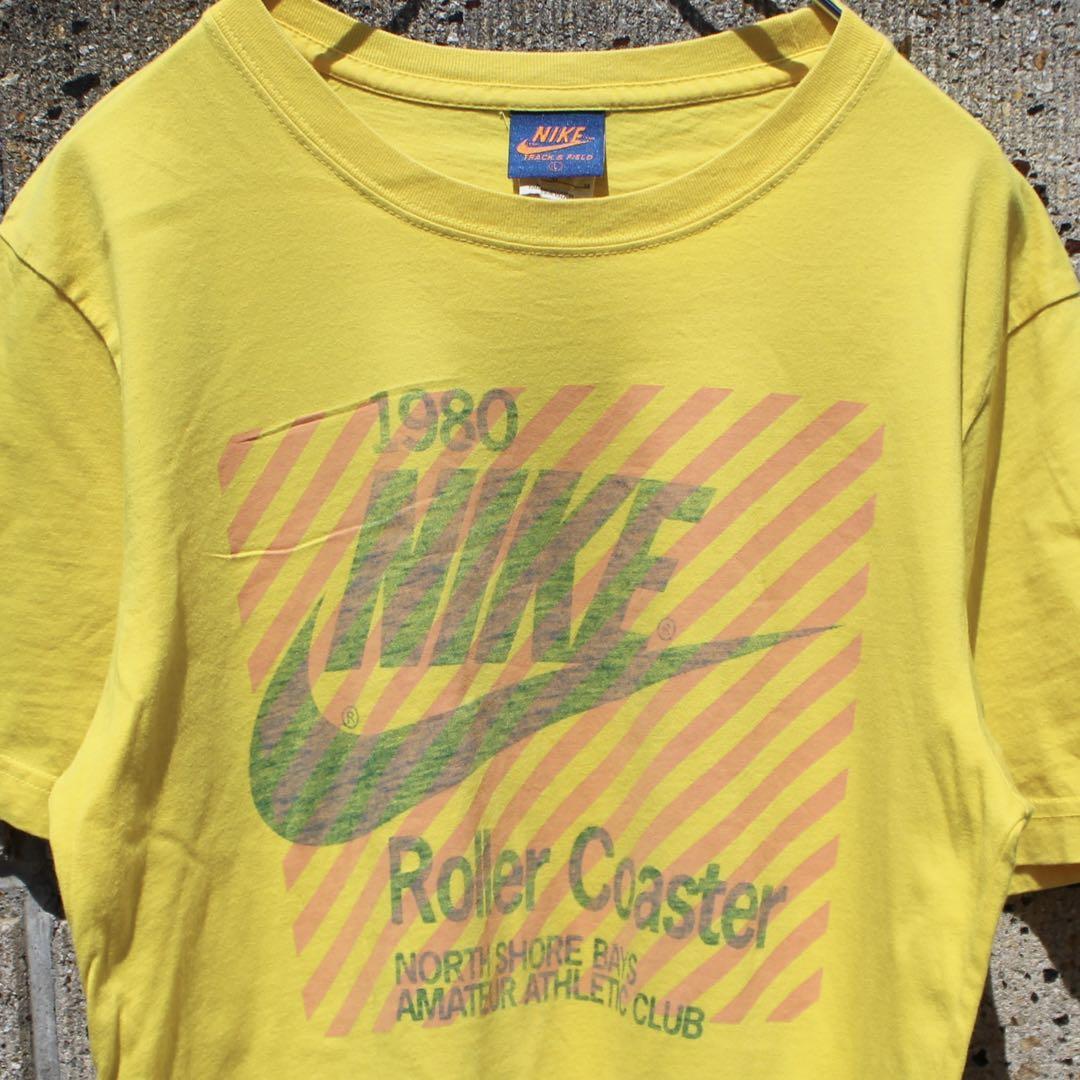 NIKE
TRACK & FIELD
L
1980
NIKE
®
®
Roller Coaster
NORTH SHORE BAYS
AMATEUR ATHLETIC CLUB